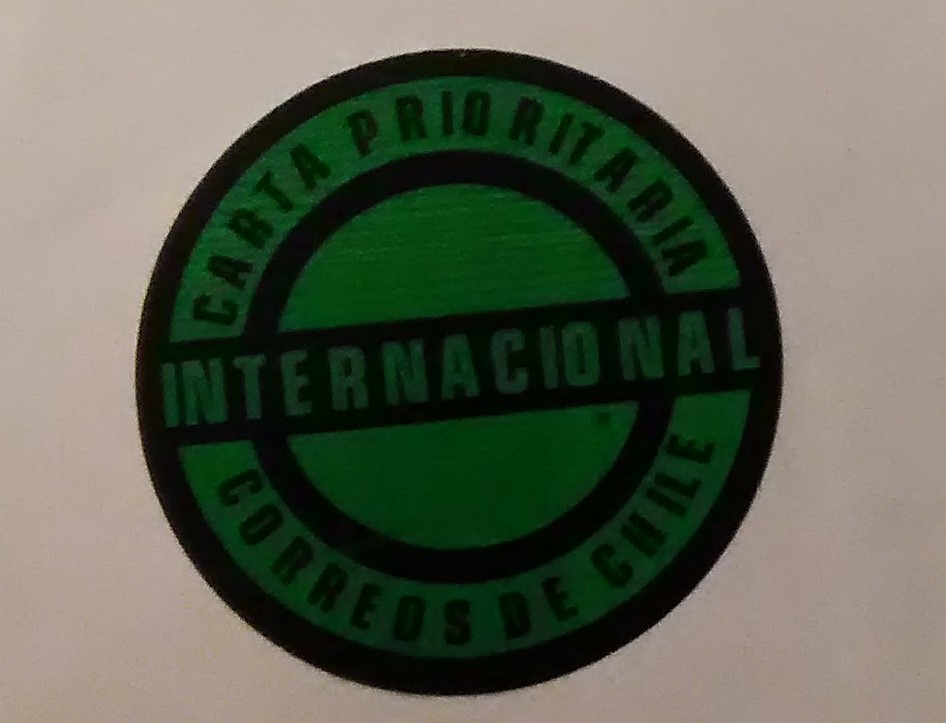 CARTA PRIORITARIA
INTERNACIONAL
CORREOS DE CHILE